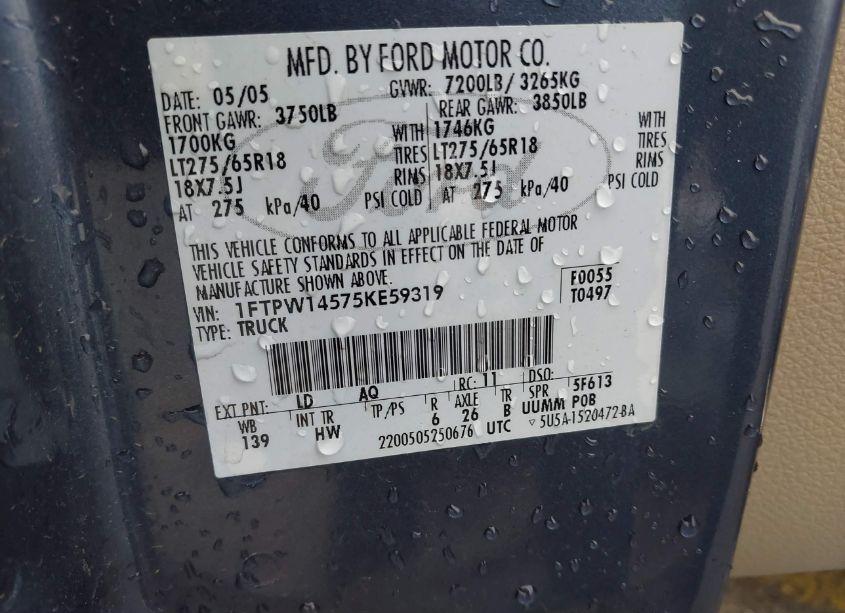 MFD. BY FORD MOTOR CO.
DATE: 05/05 GVWR: 7200LB/ 3265KG
FRONT GAWR: 3750LB REAR GAWR: 3850LB
1700KG WITH 1746KG WITH
LT275/65R18 TIRES LT275/65R18 TIRES
18X7.5J RIMS 18X7.5J RIMS
AT 275 kPa/40 PSI COLD AT 275 kPa/40 PSI COLD
Ford
THIS VEHICLE CONFORMS TO ALL APPLICABLE FEDERAL MOTOR
VEHICLE SAFETY STANDARDS IN EFFECT ON THE DATE OF
MANUFACTURE SHOWN ABOVE.
VIN: 1FTPW14575KE59319 F0055
TYPE: TRUCK T0497
EXT PNT: LD AQ RC: 11 DSO:
WB INT TR TP/PS R AXLE TR SPR 5F613
139 HW 6 26 B UUMM POB
2200505250676 UTC ▽ 5U5A-1520472-BA